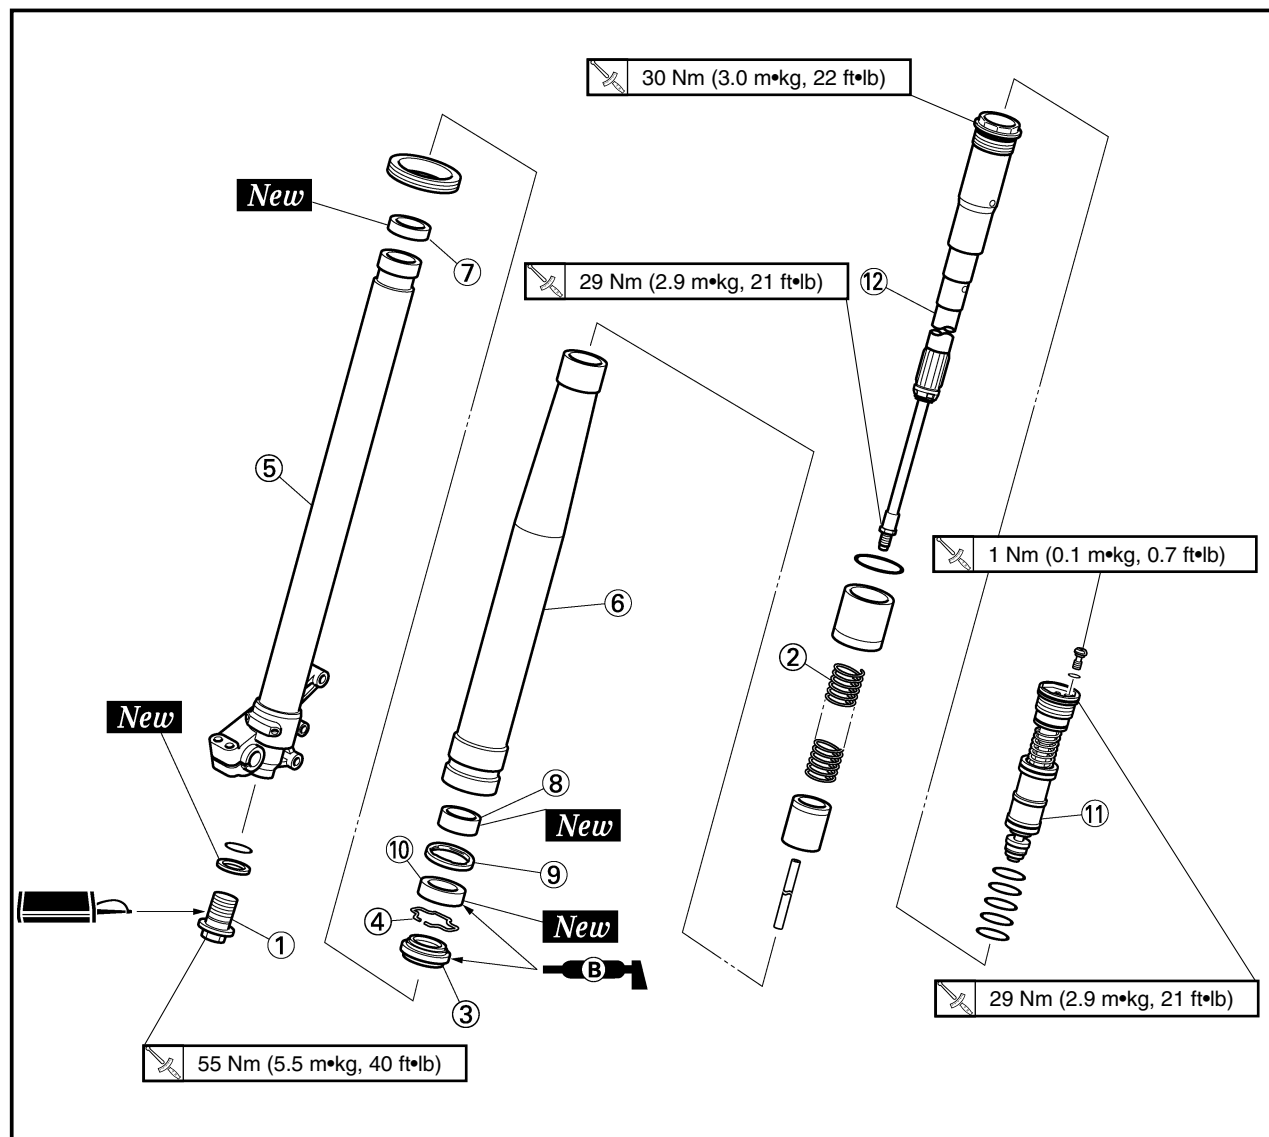 30 Nm (3.0 m•kg, 22 ft•lb)
New
7
29 Nm (2.9 m•kg, 21 ft•lb)
12
5
1 Nm (0.1 m•kg, 0.7 ft•lb)
6
2
New
8
New
11
10
9
4
New
1
B
3
29 Nm (2.9 m•kg, 21 ft•lb)
55 Nm (5.5 m•kg, 40 ft•lb)